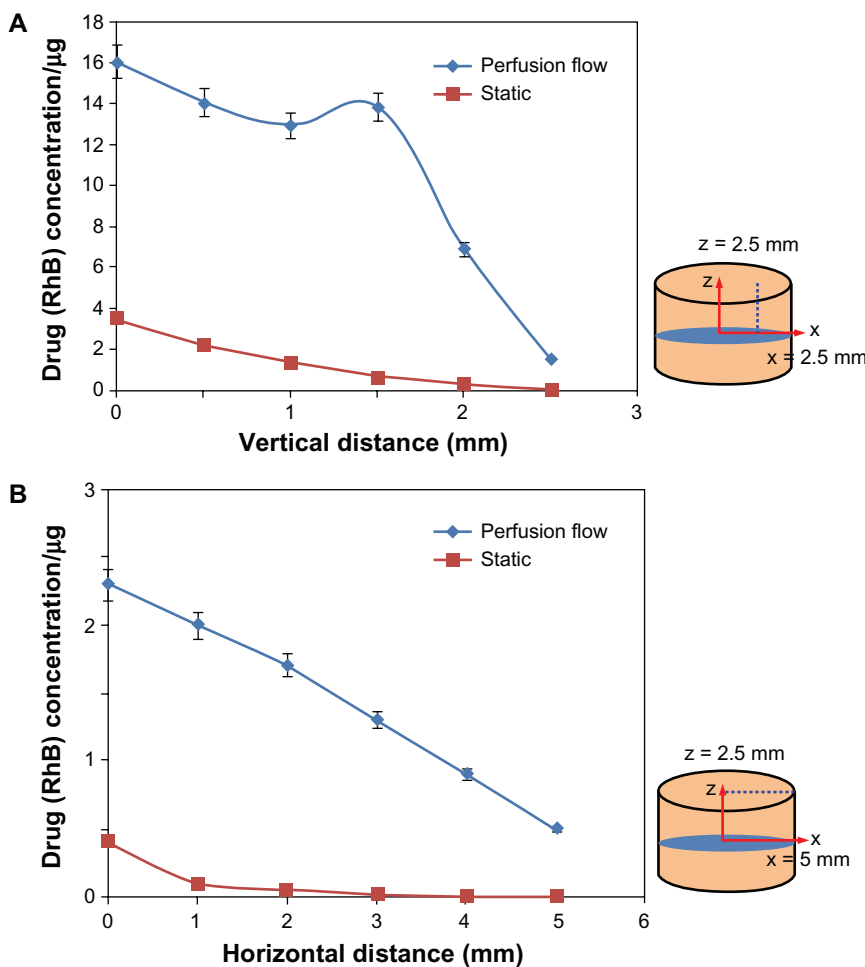 A
Drug (RhB) concentration/µg
18
16
14
12
10
8
6
4
2
0
0
1
2
3
Vertical distance (mm)
Perfusion flow
Static
z = 2.5 mm
z
x
x = 2.5 mm
B
Drug (RhB) concentration/µg
3
2
1
0
0
1
2
3
4
5
6
Horizontal distance (mm)
Perfusion flow
Static
z = 2.5 mm
z
x
x = 5 mm